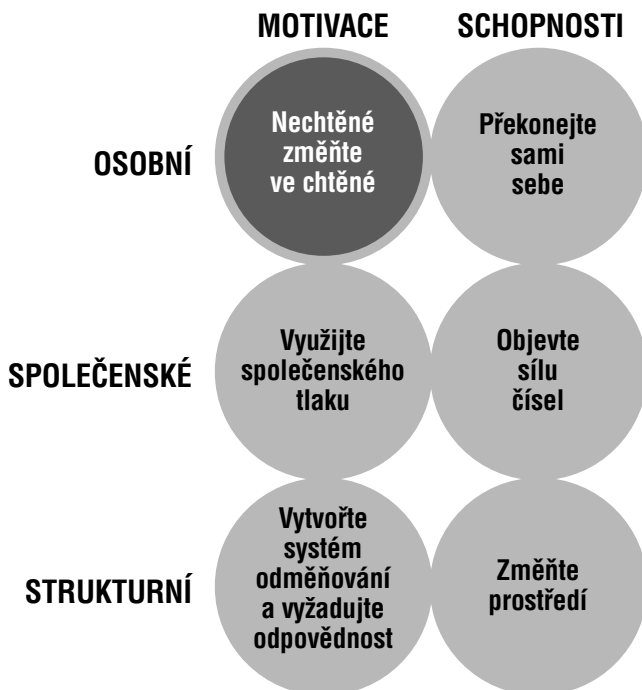 MOTIVACE
SCHOPNOSTI
OSOBNÍ
Nechtěné
změňte
ve chtěné
Překonejte
sami
sebe
SPOLEČENSKÉ
Využijte
společenského
tlaku
Objevte
sílu
čísel
STRUKTURNÍ
Vytvořte
systém
odměňování
a vyžadujte
odpovědnost
Změňte
prostředí